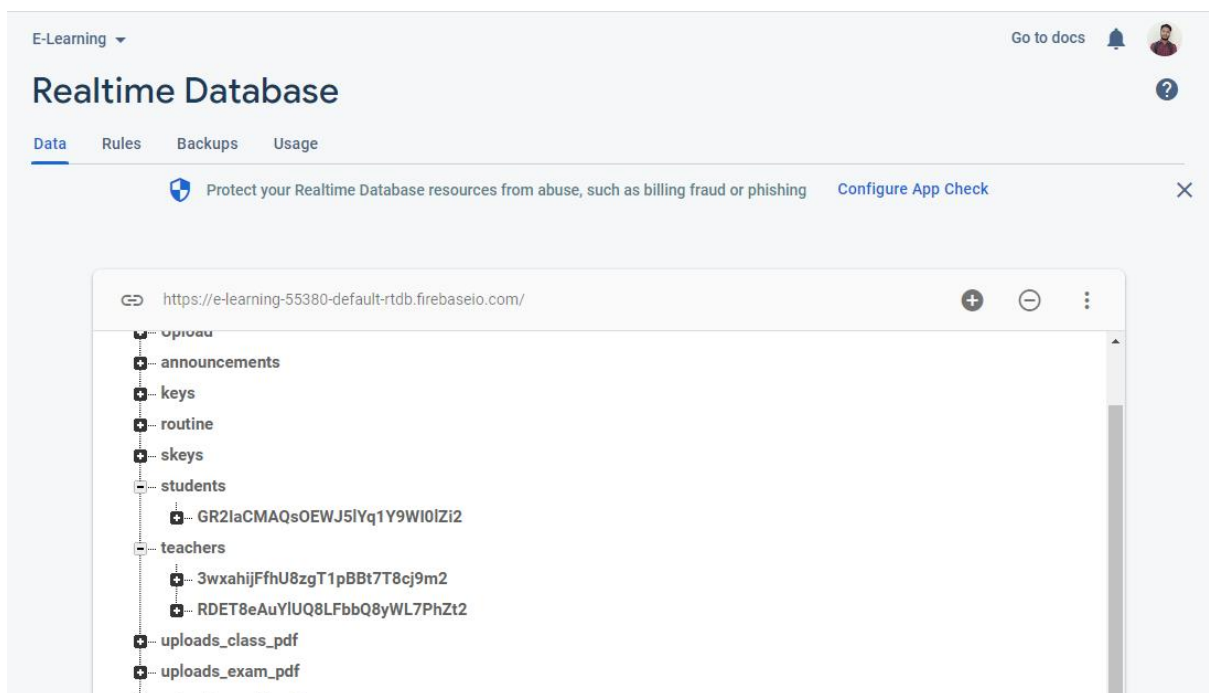 E-Learning
Go to docs
Realtime Database
Data Rules Backups Usage
Protect your Realtime Database resources from abuse, such as billing fraud or phishing Configure App Check
https://e-learning-55380-default-rtdb.firebaseio.com/
Upload
announcements
keys
routine
skeys
students
GR2IaCMAQsOEWJ5lYq1Y9WI0lZi2
teachers
3wxahijFfhU8zgT1pBBt7T8cj9m2
RDET8eAuYlUQ8LFbbQ8yWL7PhZt2
uploads_class_pdf
uploads_exam_pdf